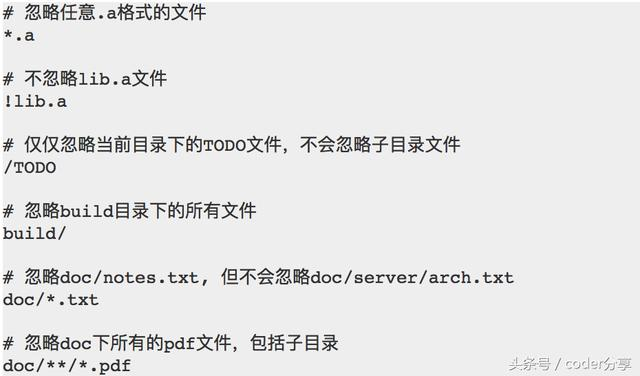 # 忽略任意.a格式的文件
*.a
# 不忽略lib.a文件
!lib.a
# 仅仅忽略当前目录下的TODO文件，不会忽略子目录文件
/TODO
# 忽略build目录下的所有文件
build/
# 忽略doc/notes.txt, 但不会忽略doc/server/arch.txt
doc/*.txt
# 忽略doc下所有的pdf文件，包括子目录
doc/**/*.pdf
头条号 / coder分享